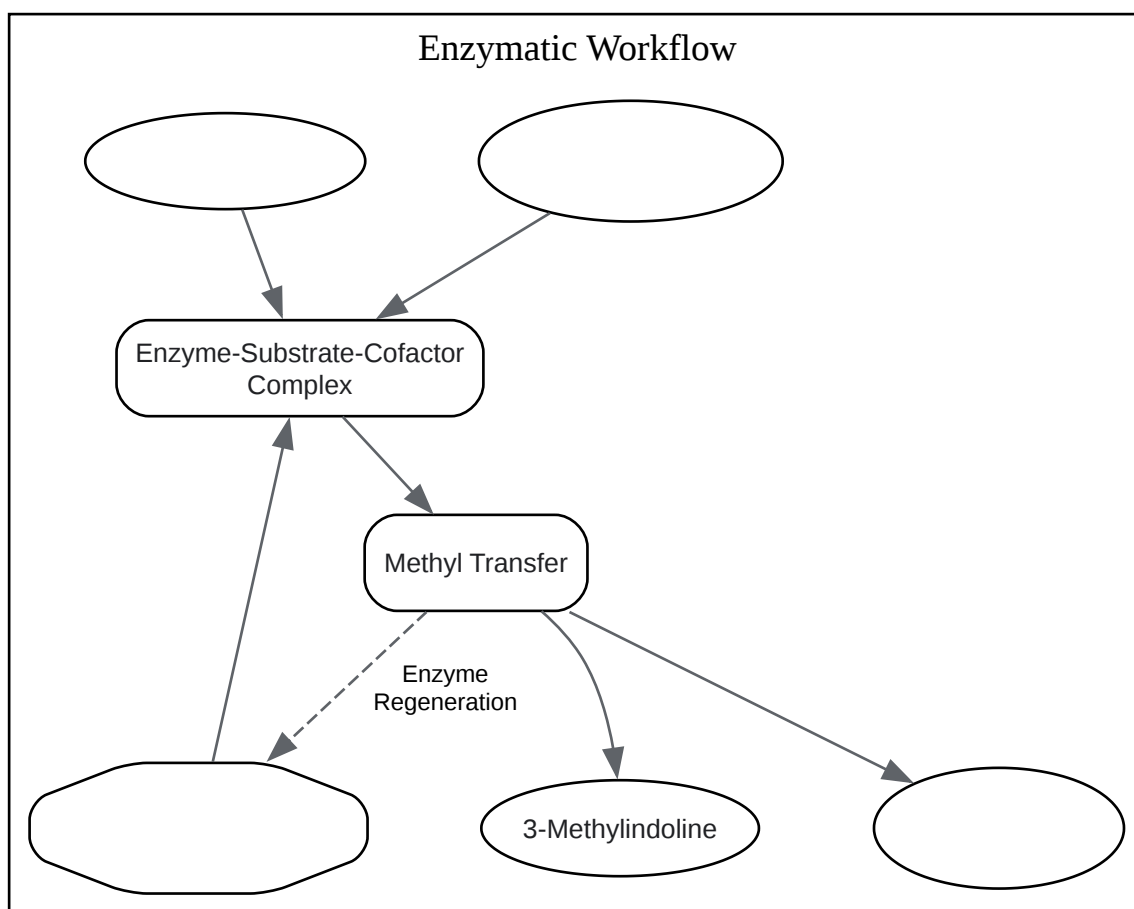 Enzymatic Workflow
Enzyme-Substrate-Cofactor
Complex
Methyl Transfer
Enzyme
Regeneration
3-Methylindoline